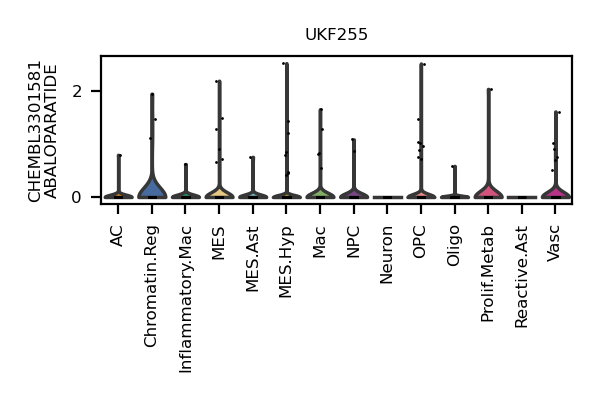 UKF255
CHEMBL3301581
ABALOPARATIDE
2
0
AC
Chromatin.Reg
Inflammatory.Mac
MES
MES.Ast
MES.Hyp
Mac
NPC
Neuron
OPC
Oligo
Prolif.Metab
Reactive.Ast
Vasc